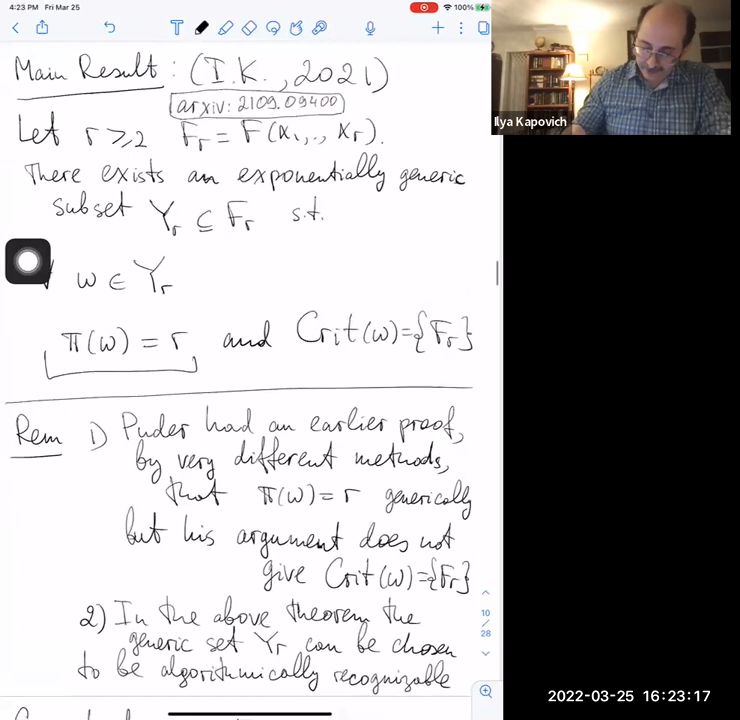 4:23 PM Fri Mar 25
100%
Main Result: (I.K., 2021)
arxiv: 2109.09400
Let r ⩾ 2 F_r = F(x_1, .., x_r).
There exists an exponentially generic
subset Y_r ⊆ F_r s.t.
w ∈ Y_r
π(w) = r and Crit(w)={F_r}
Rem 1) Puder had an earlier proof,
by very different methods,
that π(w) = r generically
but his argument does not
give Crit(w)={F_r}
2) In the above theorem the
generic set Y_r can be chosen
to be algorithmically recognizable
10
/
28
Ilya Kapovich
2022-03-25 16:23:17